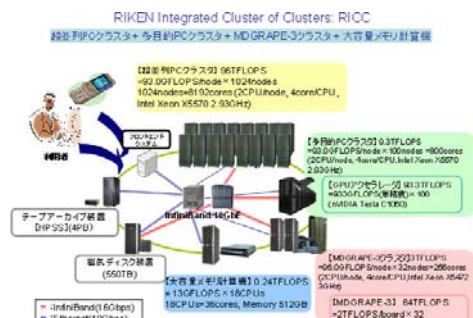 RIKEN Integrated Cluster of Clusters: RICC
超並列PCクラスタ+多目的PCクラスタ+MDGRAPE-3クラスタ+大容量メモリ計算機
【超並列PCクラスタ】96TFLOPS
=93.0GFLOPS/node×1024nodes
1024nodes=8192cores (2CPU/node, 4core/CPU,
Intel Xeon X5570 2.93GHz)
フロントエンド
システム
利用者
【多目的PCクラスタ】9.3TFLOPS
=93.0GFLOPS/node×100nodes =800cores
(2CPU/node, 4core/CPU, Intel Xeon X5570
2.93GHz)
【GPUアクセラレータ】93.3TFLOPS
=933GFLOPS(単精度)×100
(nVIDIA Tesla C1060)
InfiniBand・10GbE
テープアーカイブ装置
【HPSS】(4PB)
磁気ディスク装置
(550TB)
【大容量メモリ計算機】0.24TFLOPS
=13GFLOPS×18CPUs
18CPUs=36cores, Memory 512GB
【MDGRAPE-3クラスタ】3TFLOPS
=96.0GFLOPS/node×32nodes=256cores
(2CPU/node, 4core/CPU, Intel Xeon X5472
3GHz)
【MDGRAPE-3】 64TFLOPS
=2TFLOPS/board×32
:InfiniBand(16Gbps)